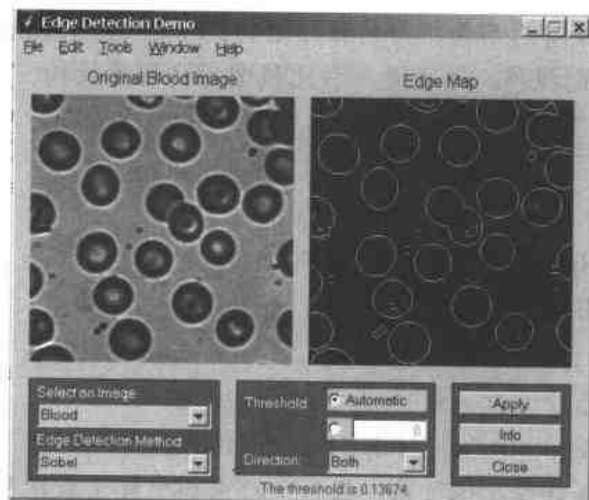 Edge Detection Demo
File Edit Tools Window Help
Original Blood Image
Edge Map
Select an Image:
Blood
Edge Detection Method:
Sobel
Threshold:
Automatic
0
Direction:
Both
Apply
Info
Close
The threshold is 0.13674